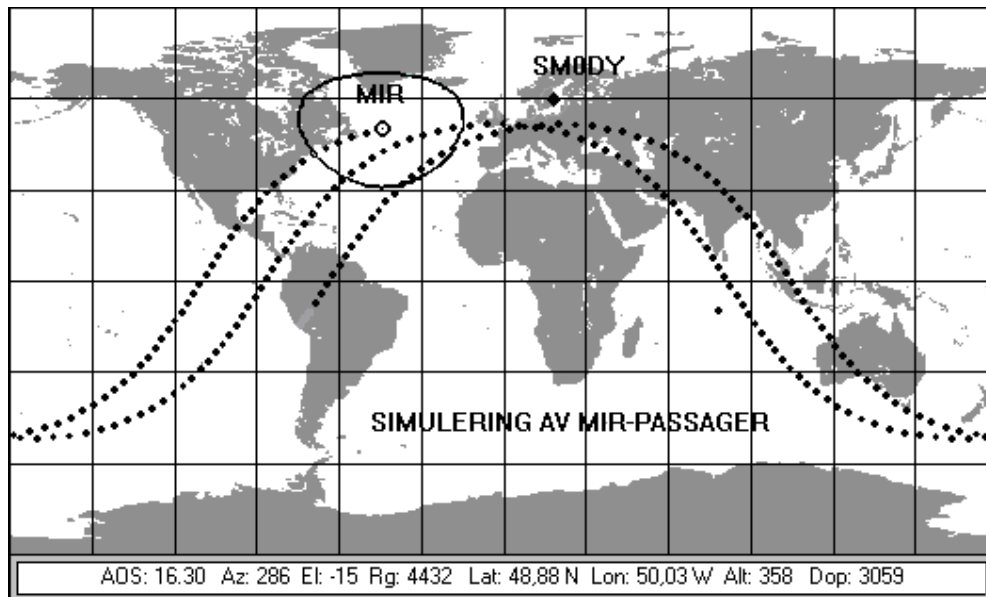 SM0DY
MIR
SIMULERING AV MIR-PASSAGER
AOS: 16.30 Az: 286 El: -15 Rg: 4432 Lat: 48,88 N Lon: 50,03 W Alt: 358 Dop: 3059